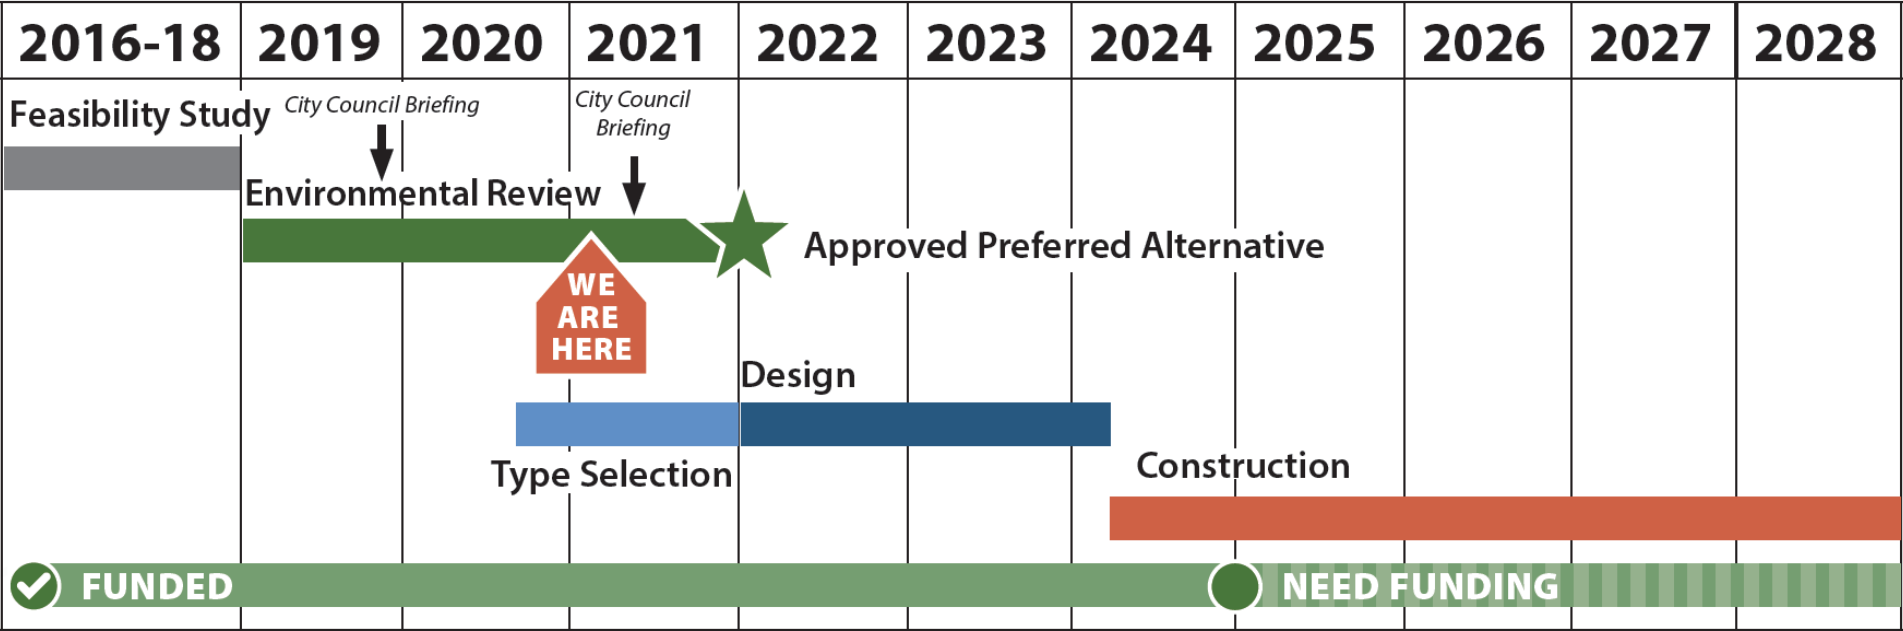 2016-18 2019 2020 2021 2022 2023 2024 2025 2026 2027 2028
Feasibility Study
City Council Briefing
City Council
Briefing
Environmental Review
Approved Preferred Alternative
WE
ARE
HERE
Design
Type Selection
Construction
FUNDED
NEED FUNDING